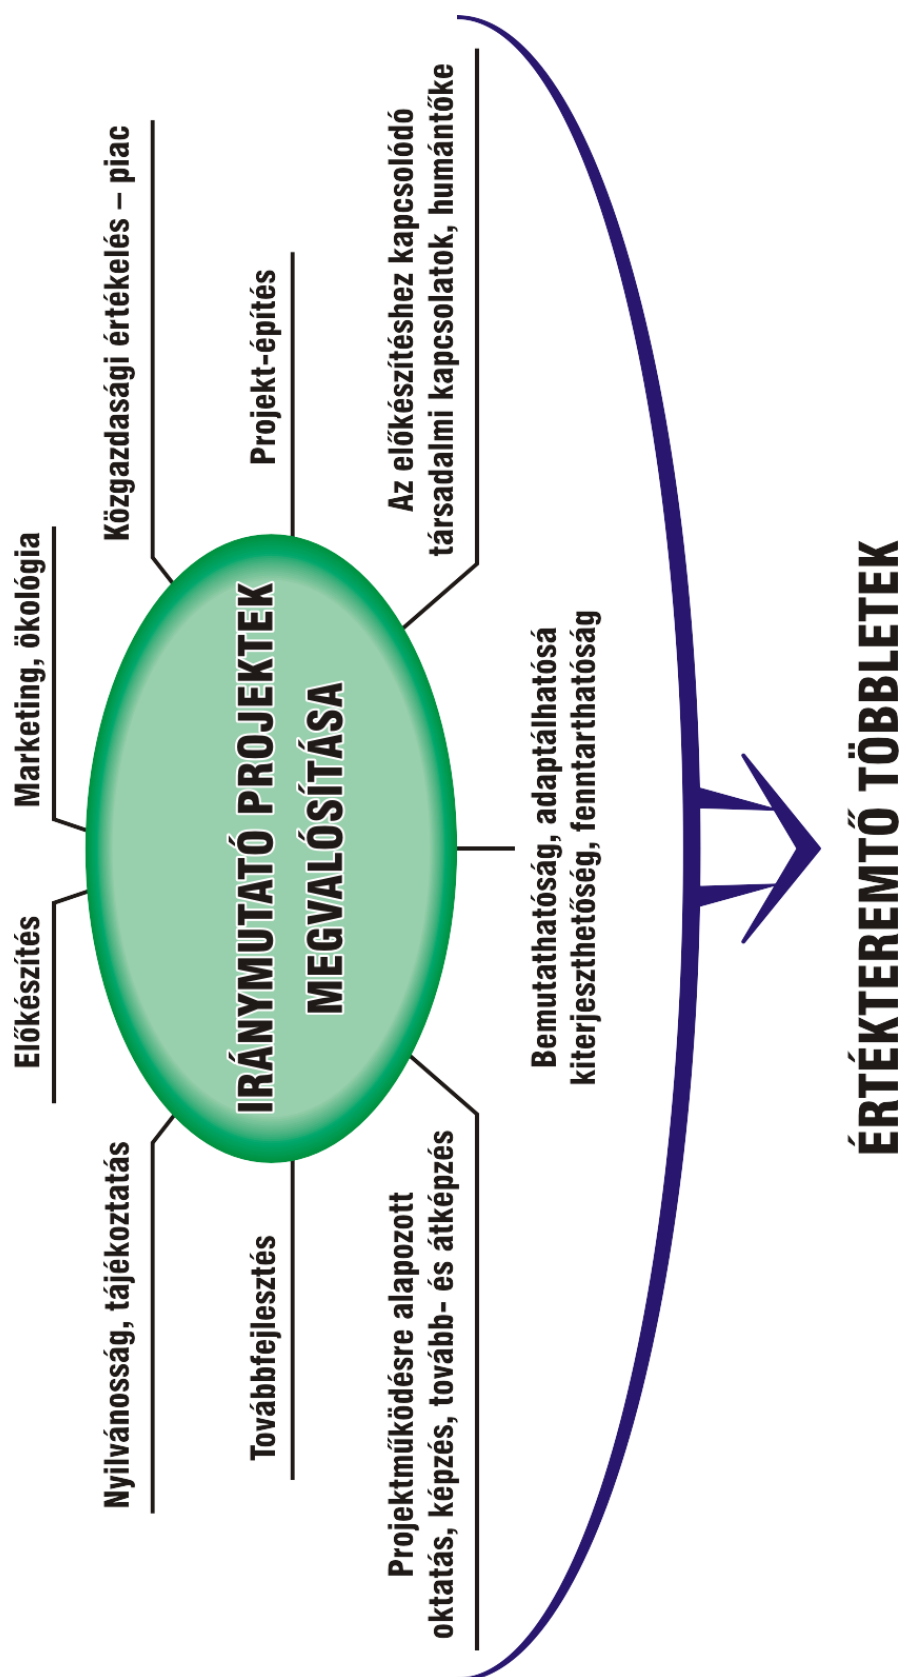 Előkészítés
Marketing, ökológia
Nyilvánosság, tájékoztatás
Közgazdasági értékelés – piac
IRÁNYMUTATÓ PROJEKTEK
MEGVALÓSÍTÁSA
Továbbfejlesztés
Projekt-építés
Projektműködésre alapozott
oktatás, képzés, tovább- és átképzés
Az előkészítéshez kapcsolódó
társadalmi kapcsolatok, humántőke
Bemutathatóság, adaptálhatósá
kiterjeszthetőség, fenntarthatóság
ÉRTÉKTEREMTŐ TÖBBLETEK